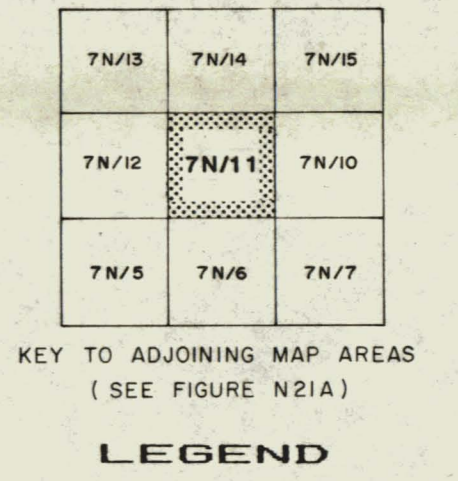 7N/13 7N/14 7N/15
7N/12 7N/11 7N/10
7N/5 7N/6 7N/7
KEY TO ADJOINING MAP AREAS
( SEE FIGURE N21A )
LEGEND